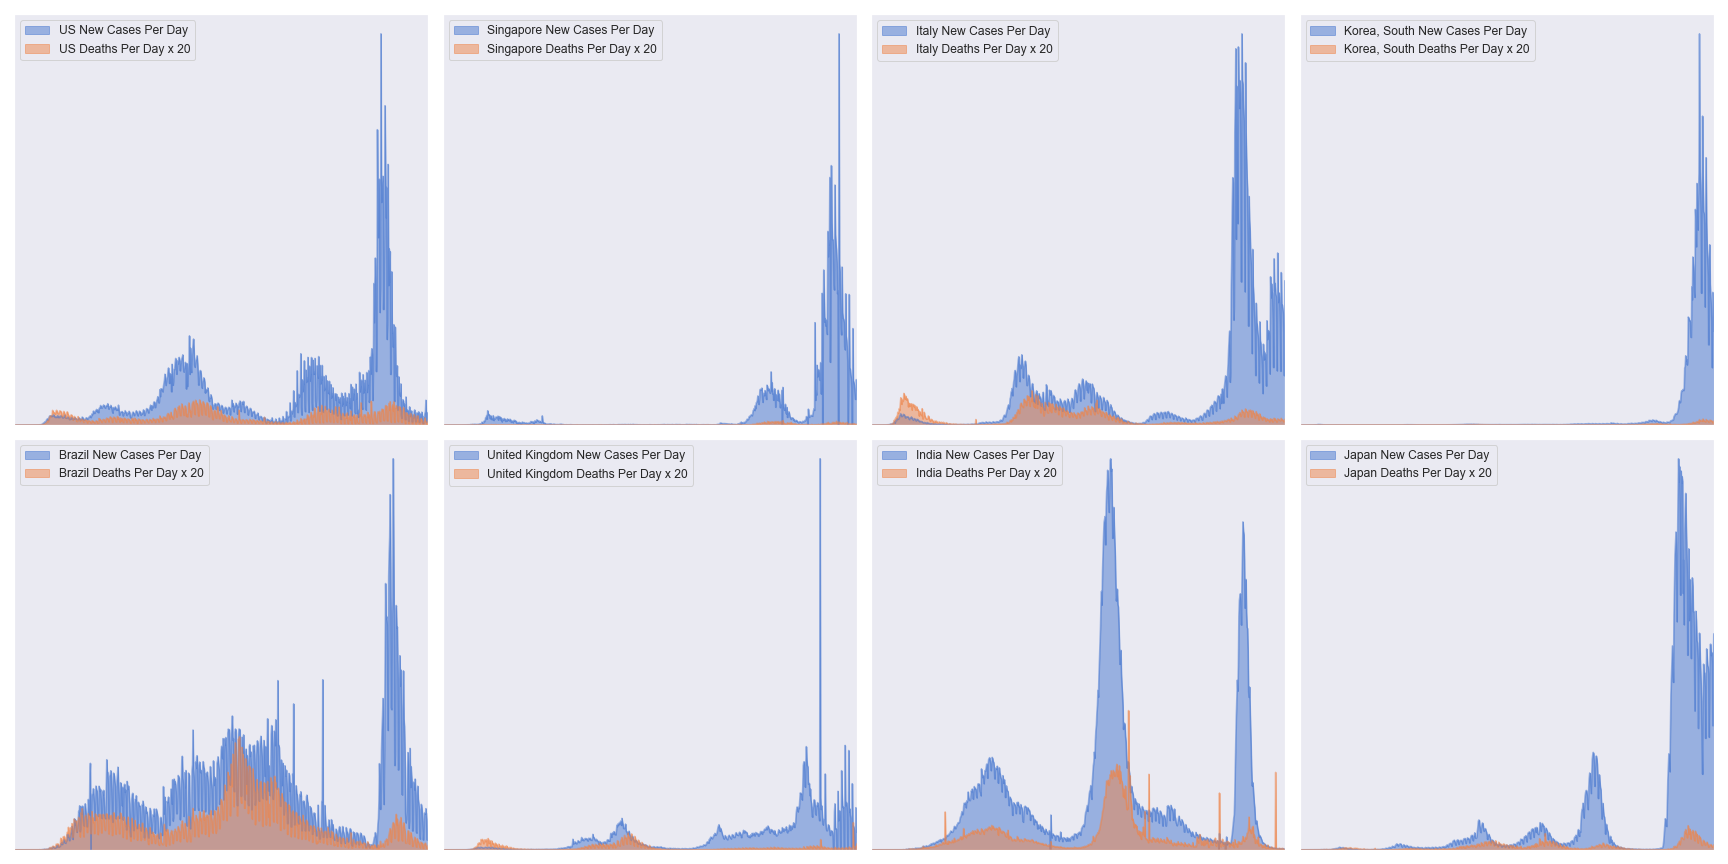 US New Cases Per Day
US Deaths Per Day x 20
Singapore New Cases Per Day
Singapore Deaths Per Day x 20
Italy New Cases Per Day
Italy Deaths Per Day x 20
Korea, South New Cases Per Day
Korea, South Deaths Per Day x 20
Brazil New Cases Per Day
Brazil Deaths Per Day x 20
United Kingdom New Cases Per Day
United Kingdom Deaths Per Day x 20
India New Cases Per Day
India Deaths Per Day x 20
Japan New Cases Per Day
Japan Deaths Per Day x 20